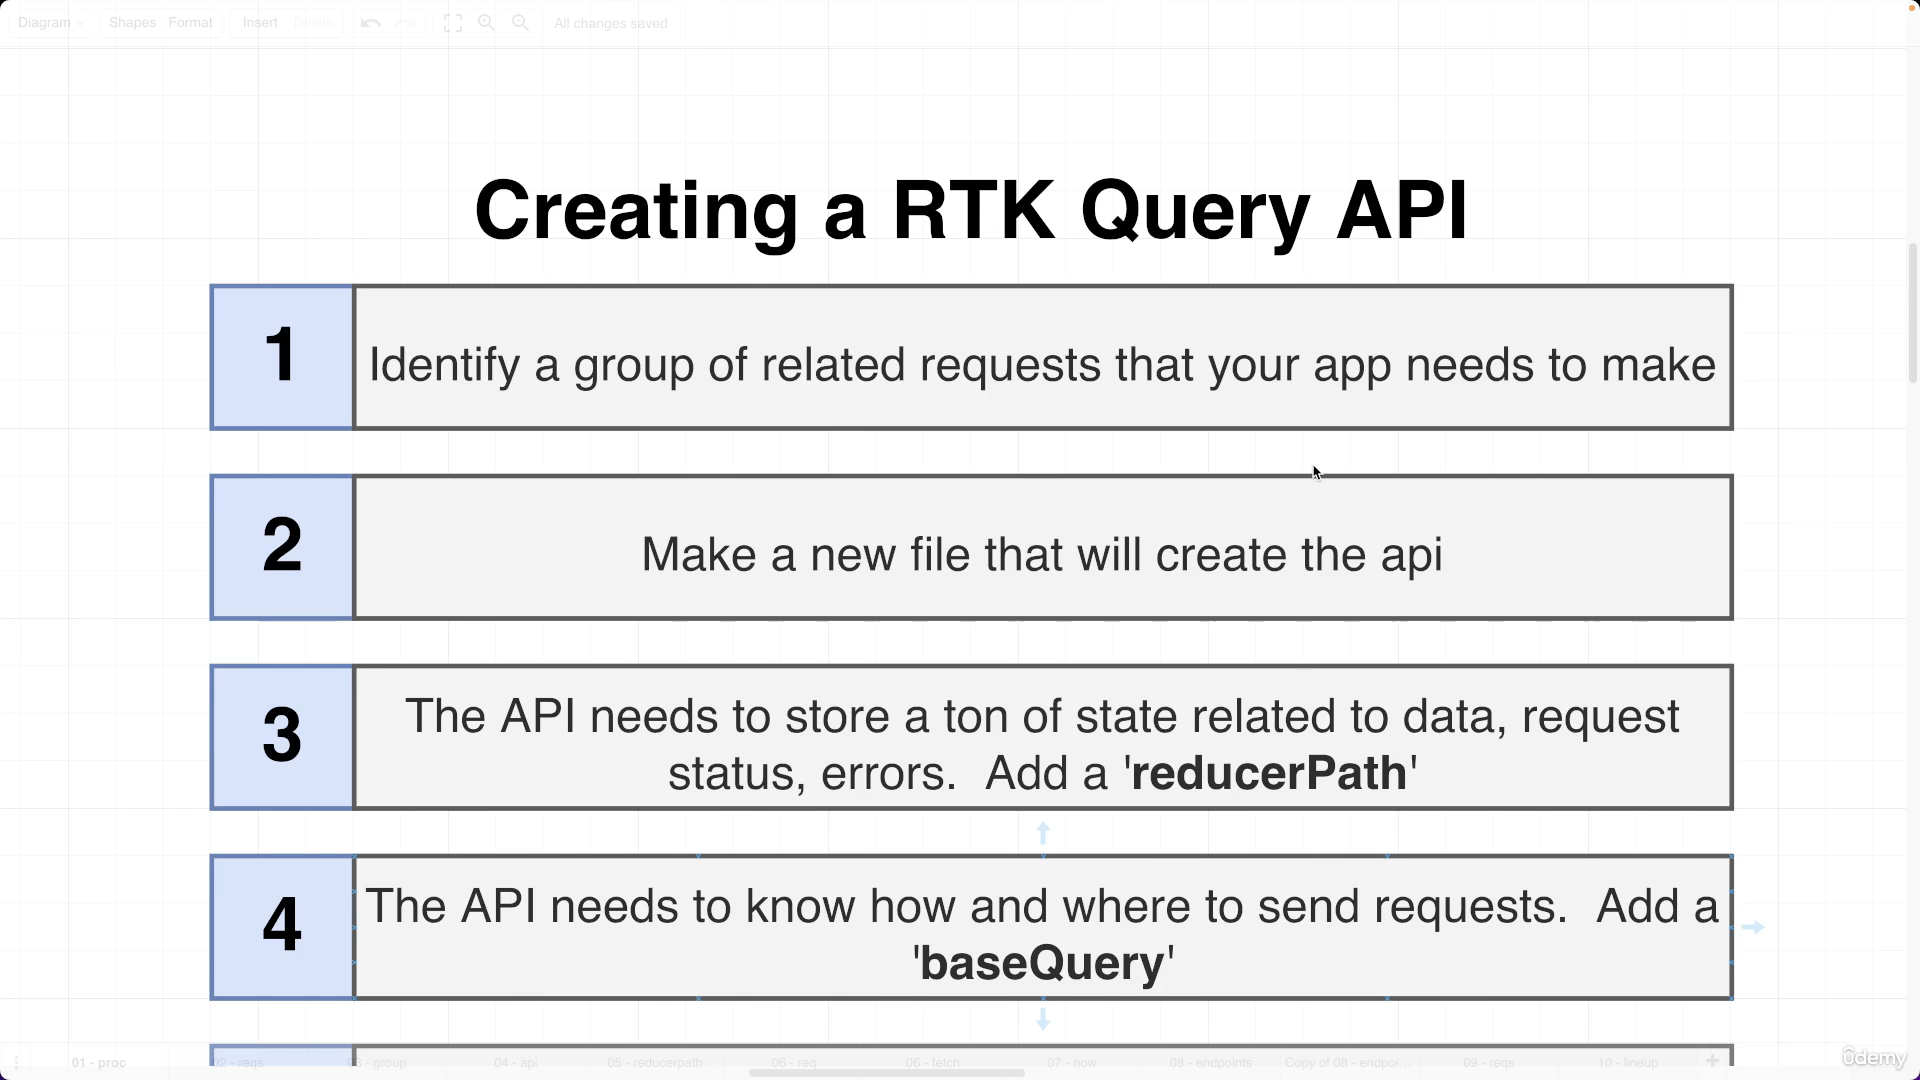 Diagram
Shapes Format
Insert Delete
All changes saved
Creating a RTK Query API
1
Identify a group of related requests that your app needs to make
2
Make a new file that will create the api
3
The API needs to store a ton of state related to data, request
status, errors.  Add a 'reducerPath'
4
The API needs to know how and where to send requests.  Add a
'baseQuery'
01 - proc
02 - reqs
03 - group
04 - api
05 - reducerpath
06 - req
06 - fetch
07 - now
08 - endpoints
Copy of 08 - endpoi...
09 - reqs
10 - lineup
ûdemy